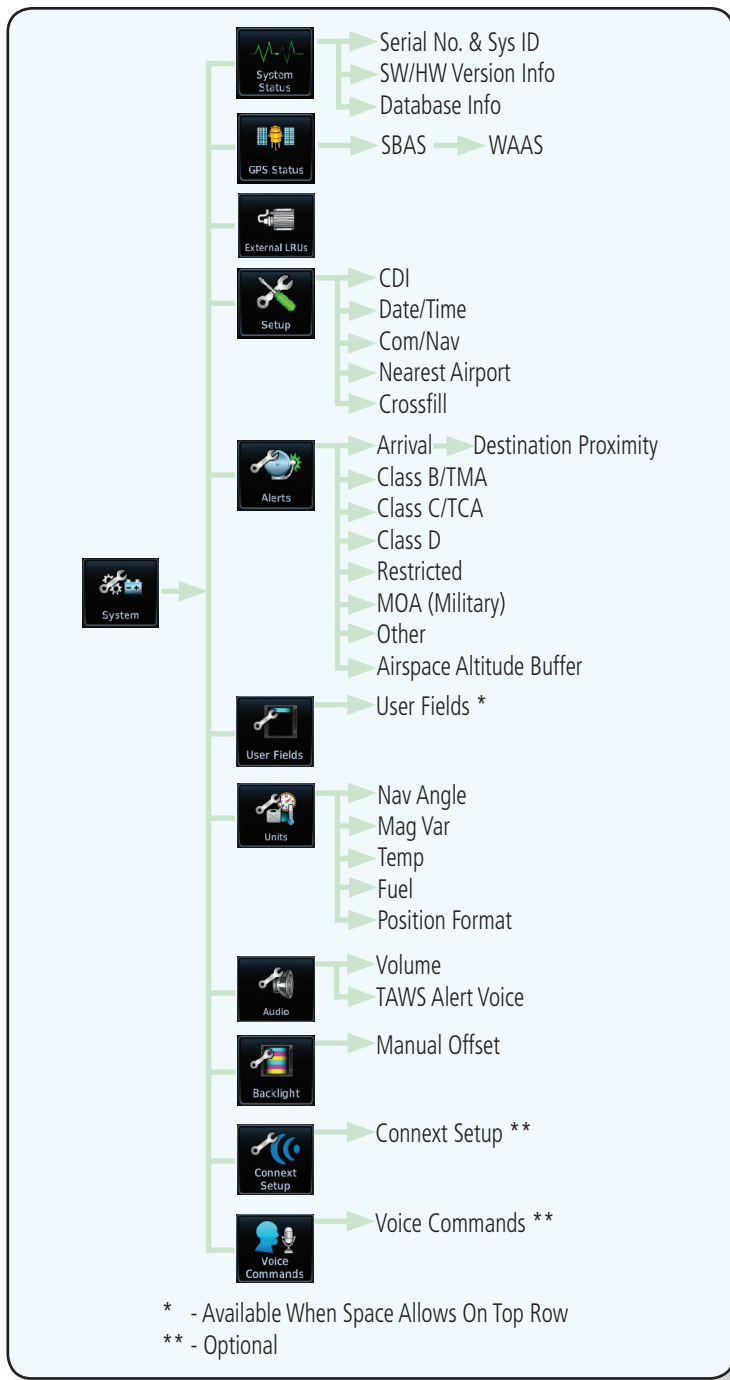 System
Status
Serial No. & Sys ID
SW/HW Version Info
Database Info
GPS Status
SBAS
WAAS
External LRUs
Setup
CDI
Date/Time
Com/Nav
Nearest Airport
Crossfill
Alerts
Arrival
Destination Proximity
Class B/TMA
Class C/TCA
Class D
Restricted
MOA (Military)
Other
Airspace Altitude Buffer
System
User Fields
User Fields *
Units
Nav Angle
Mag Var
Temp
Fuel
Position Format
Audio
Volume
TAWS Alert Voice
Backlight
Manual Offset
Connext
Setup
Connext Setup **
Voice
Commands
Voice Commands **
* - Available When Space Allows On Top Row
** - Optional